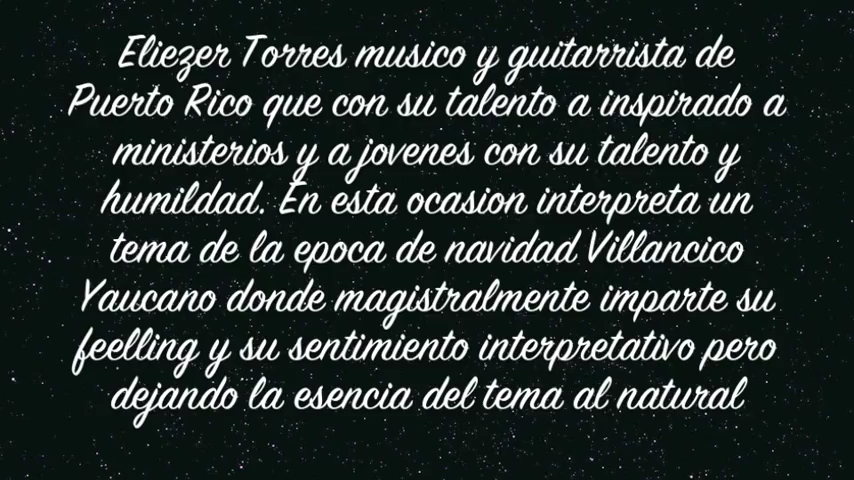 Eliezer Torres musico y guitarrista de
Puerto Rico que con su talento a inspirado a
ministerios y a jovenes con su talento y
humildad. En esta ocasion interpreta un
tema de la epoca de navidad Villancico
Yaucano donde magistralmente imparte su
feelling y su sentimiento interpretativo pero
dejando la esencia del tema al natural